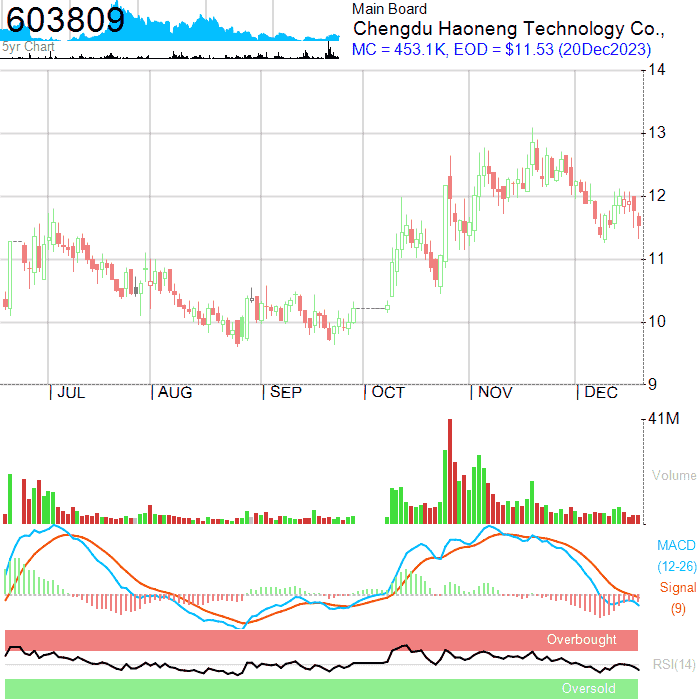 603809
5yr Chart
Main Board
Chengdu Haoneng Technology Co.,
MC = 453.1K, EOD = $11.53 (20Dec2023)
14
13
12
11
10
9
JUL AUG SEP OCT NOV DEC
41M
Volume
MACD
(12-26)
Signal
(9)
Overbought
RSI(14)
Oversold